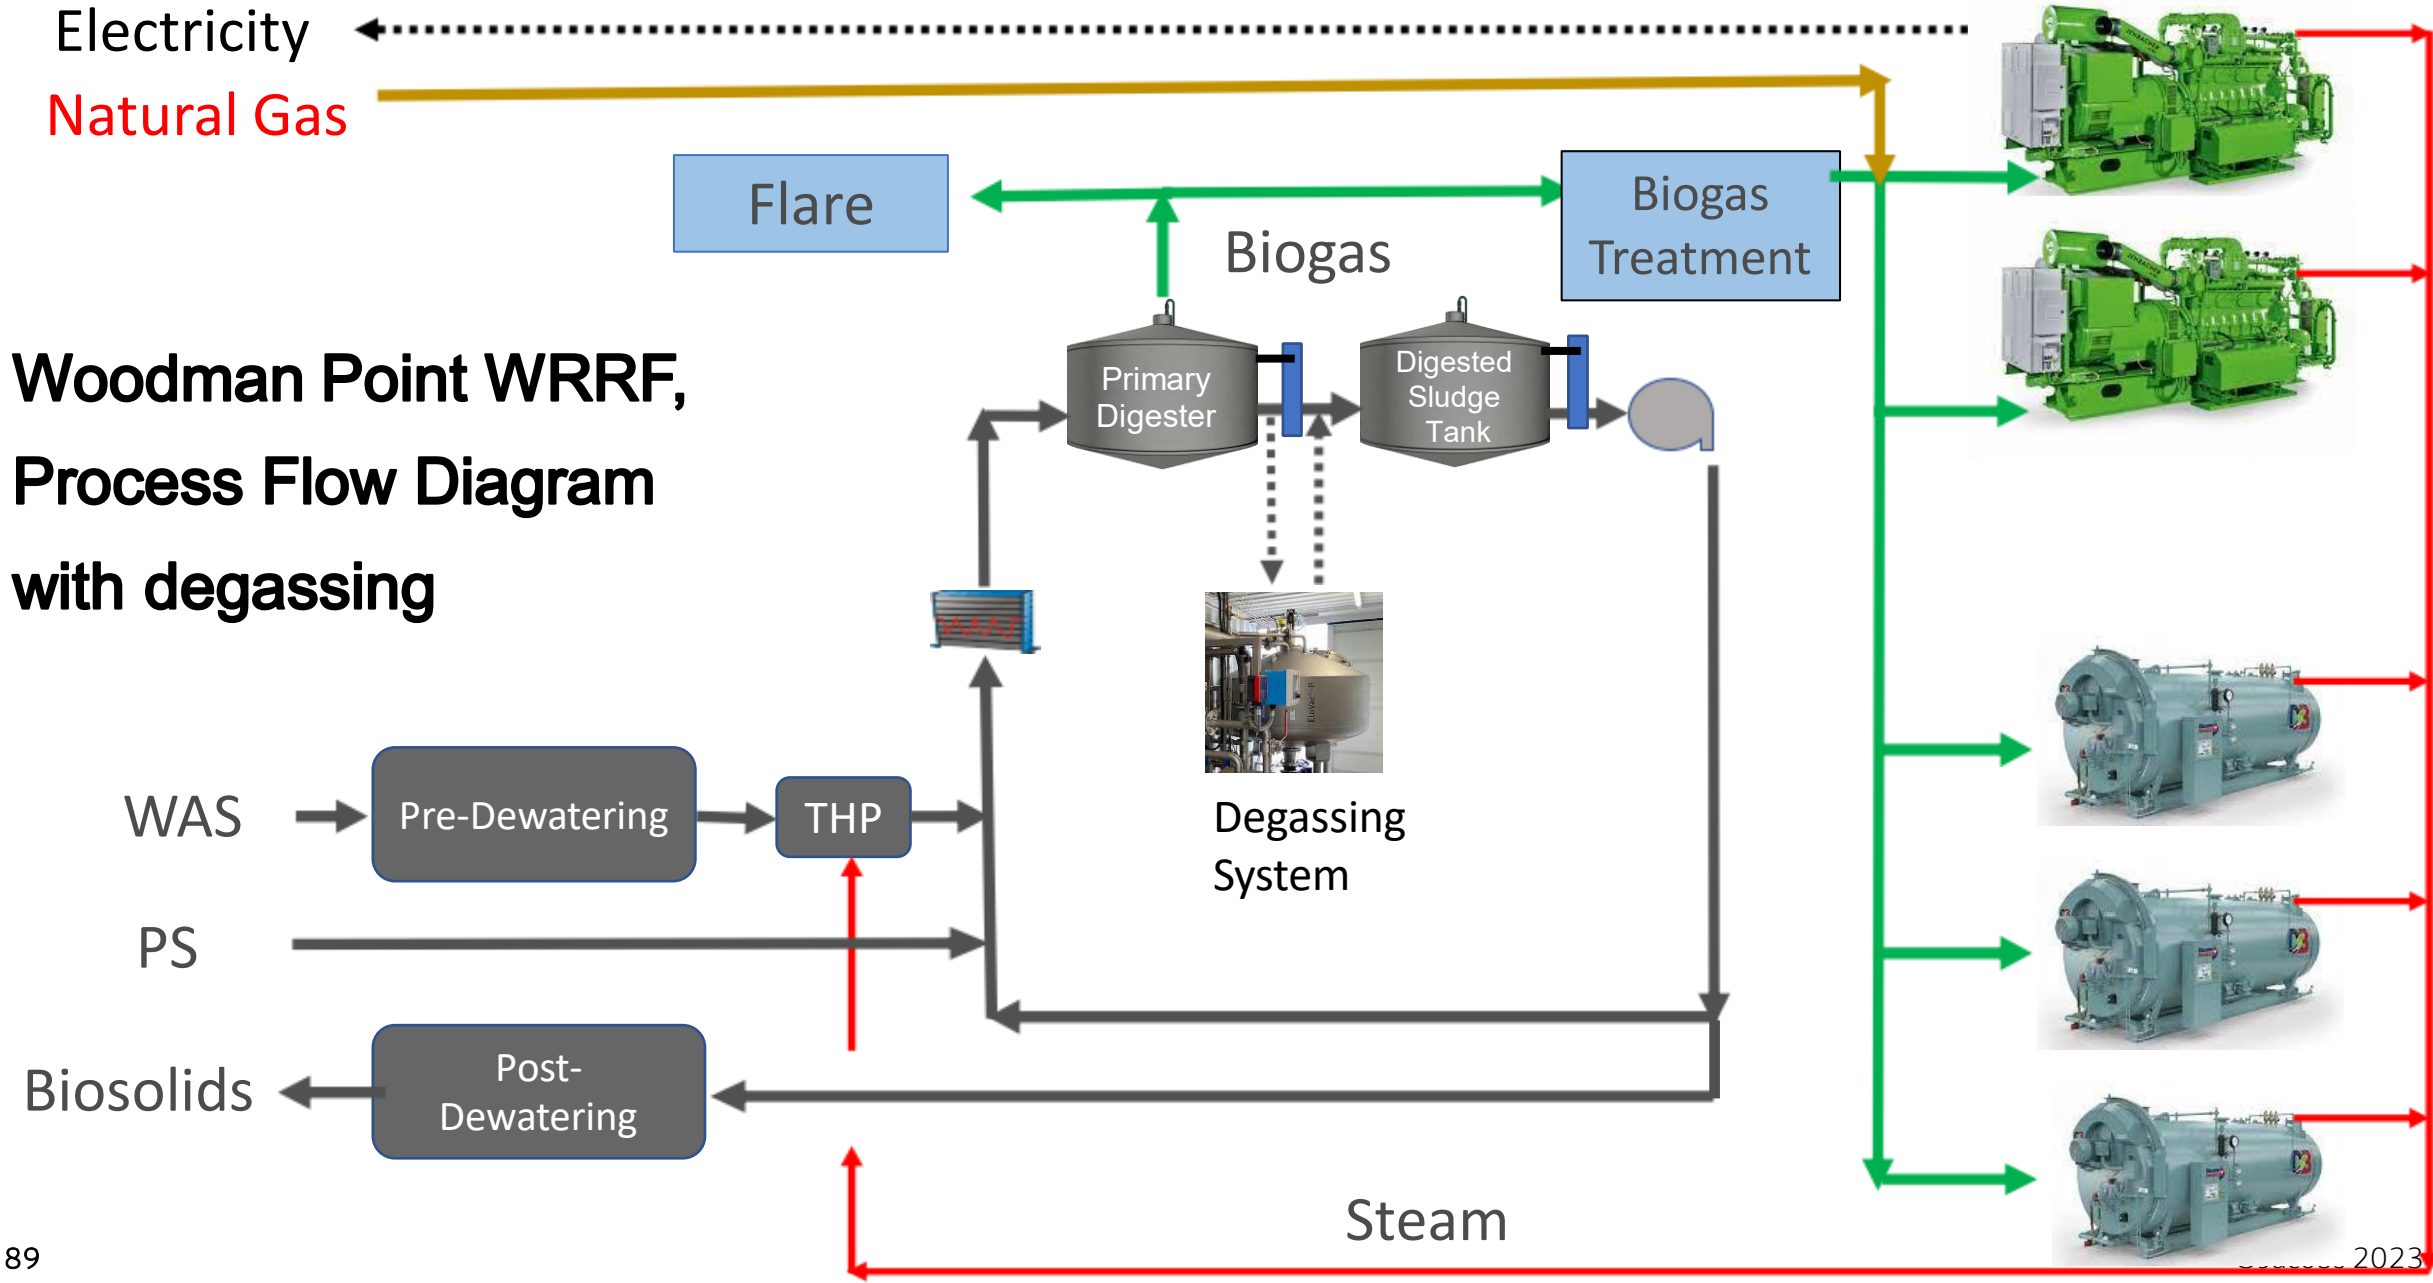 Electricity
Natural Gas
Flare
Biogas
Treatment
Biogas
Woodman Point WRRF,
Process Flow Diagram
with degassing
Primary
Digester
Digested
Sludge
Tank
Degassing
System
WAS
Pre-Dewatering
THP
PS
Biosolids
Post-
Dewatering
Steam
89
2023